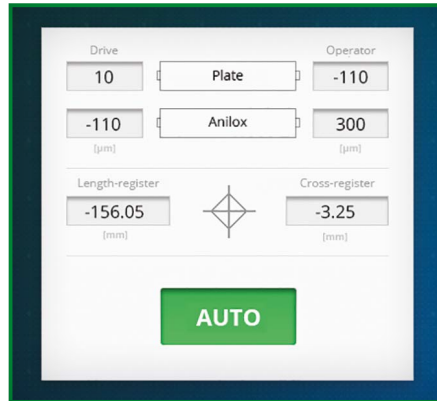 Drive Operator
10 Plate -110
-110 Anilox 300
[µm] [µm]
Length-register Cross-register
-156.05 -3.25
[mm] [mm]
AUTO